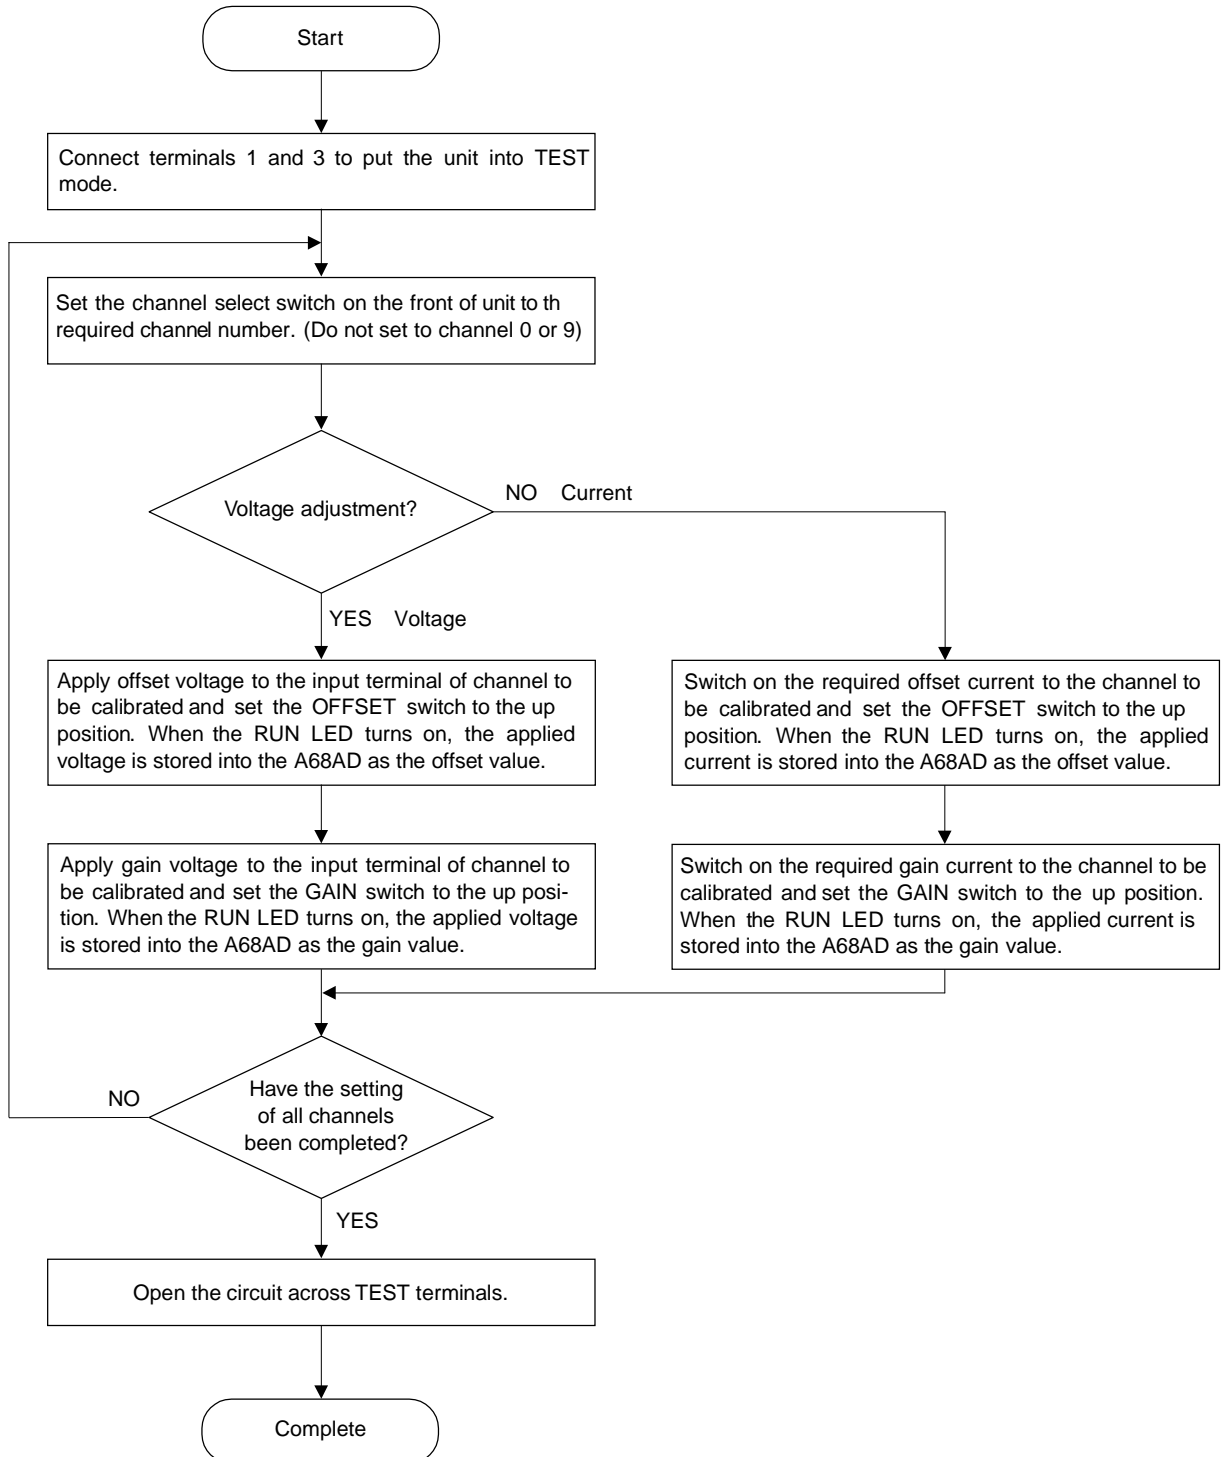 Start
Connect terminals 1 and 3 to put the unit into TEST
mode.
Set the channel select switch on the front of unit to th
required channel number. (Do not set to channel 0 or 9)
Voltage adjustment?
NO Current
YES Voltage
Apply offset voltage to the input terminal of channel to
be calibrated and set the OFFSET switch to the up
position. When the RUN LED turns on, the applied
voltage is stored into the A68AD as the offset value.
Switch on the required offset current to the channel to
be calibrated and set the OFFSET switch to the up
position. When the RUN LED turns on, the applied
current is stored into the A68AD as the offset value.
Apply gain voltage to the input terminal of channel to
be calibrated and set the GAIN switch to the up posi-
tion. When the RUN LED turns on, the applied voltage
is stored into the A68AD as the gain value.
Switch on the required gain current to the channel to be
calibrated and set the GAIN switch to the up position.
When the RUN LED turns on, the applied current is
stored into the A68AD as the gain value.
NO
Have the setting
of all channels
been completed?
YES
Open the circuit across TEST terminals.
Complete